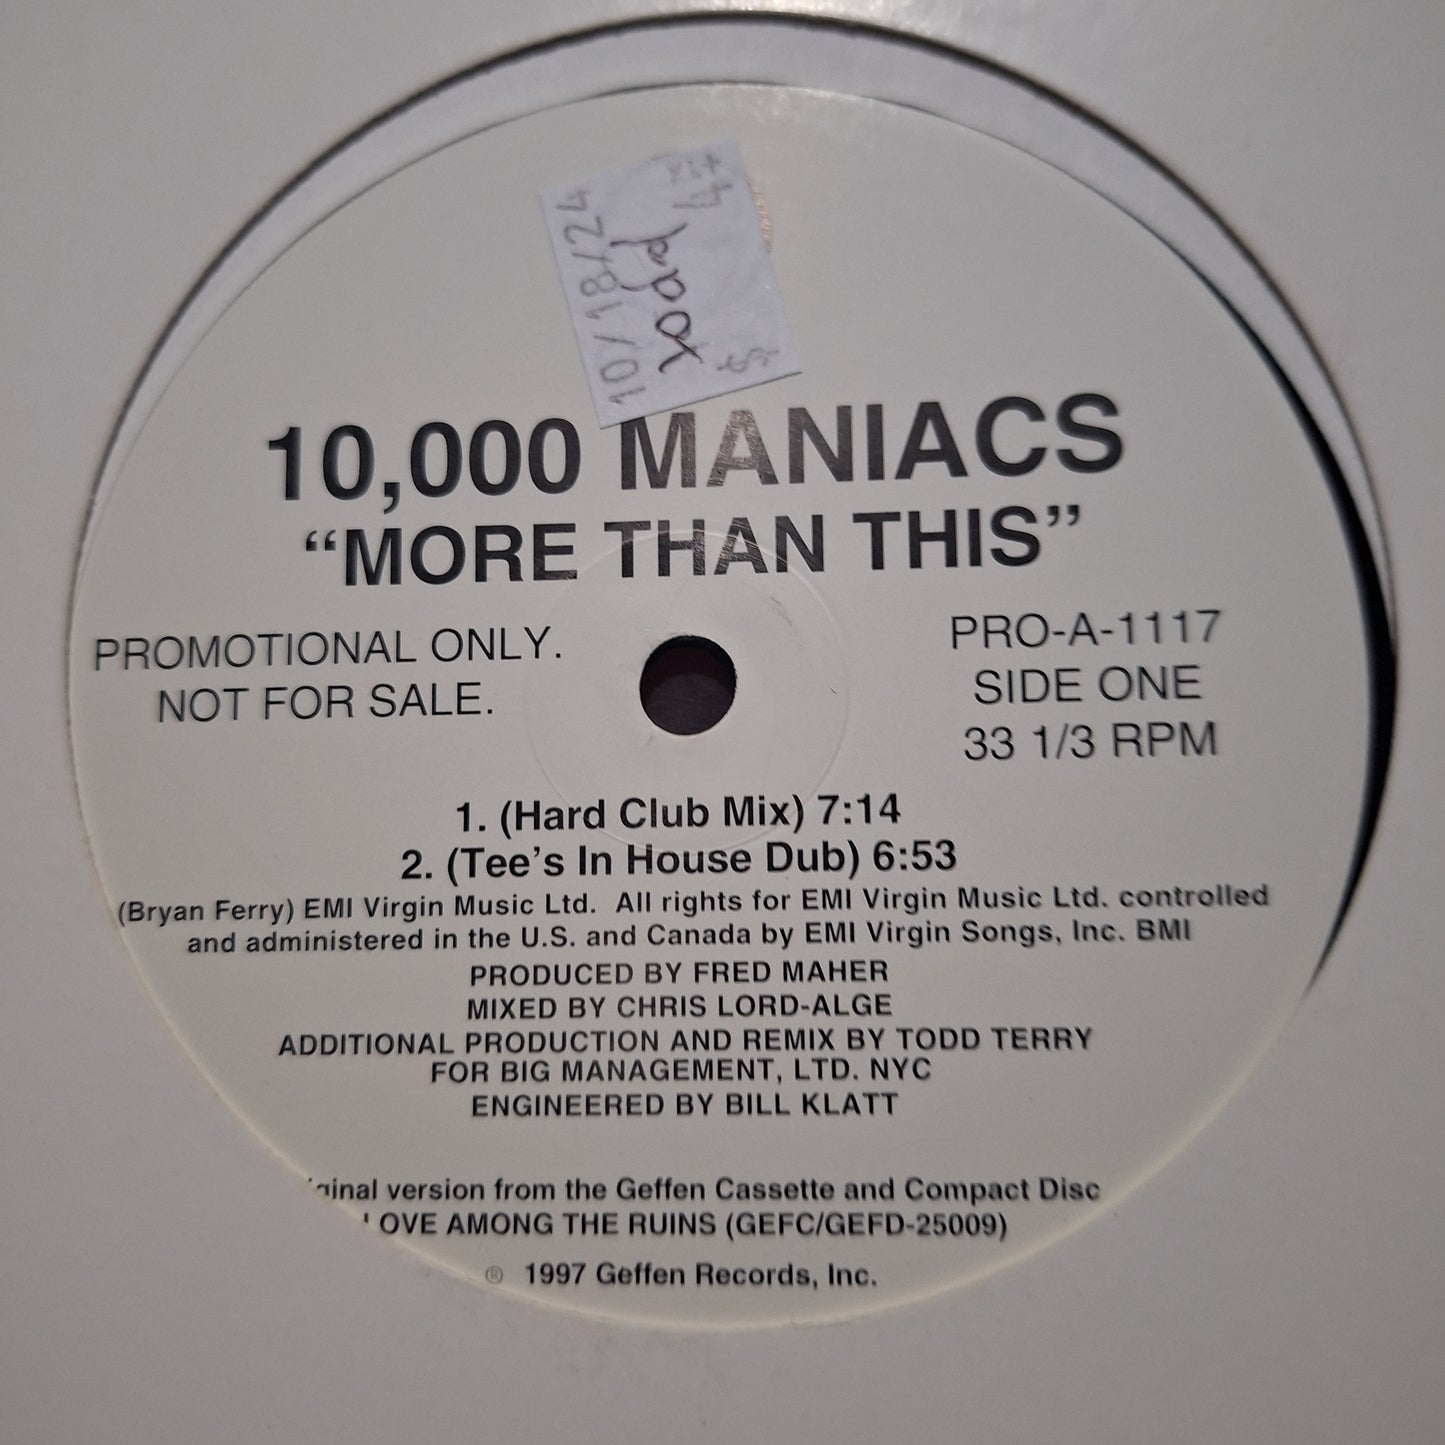 10/18/24
10,000 MANIACS
“MORE THAN THIS”
PROMOTIONAL ONLY.
NOT FOR SALE.
PRO-A-1117
SIDE ONE
33 1/3 RPM
1. (Hard Club Mix) 7:14
2. (Tee’s In House Dub) 6:53
(Bryan Ferry) EMI Virgin Music Ltd. All rights for EMI Virgin Music Ltd. controlled
and administered in the U.S. and Canada by EMI Virgin Songs, Inc. BMI
PRODUCED BY FRED MAHER
MIXED BY CHRIS LORD-ALGE
ADDITIONAL PRODUCTION AND REMIX BY TODD TERRY
FOR BIG MANAGEMENT, LTD. NYC
ENGINEERED BY BILL KLATT
ginal version from the Geffen Cassette and Compact Disc
OVE AMONG THE RUINS (GEFC/GEFD-25009)
® 1997 Geffen Records, Inc.